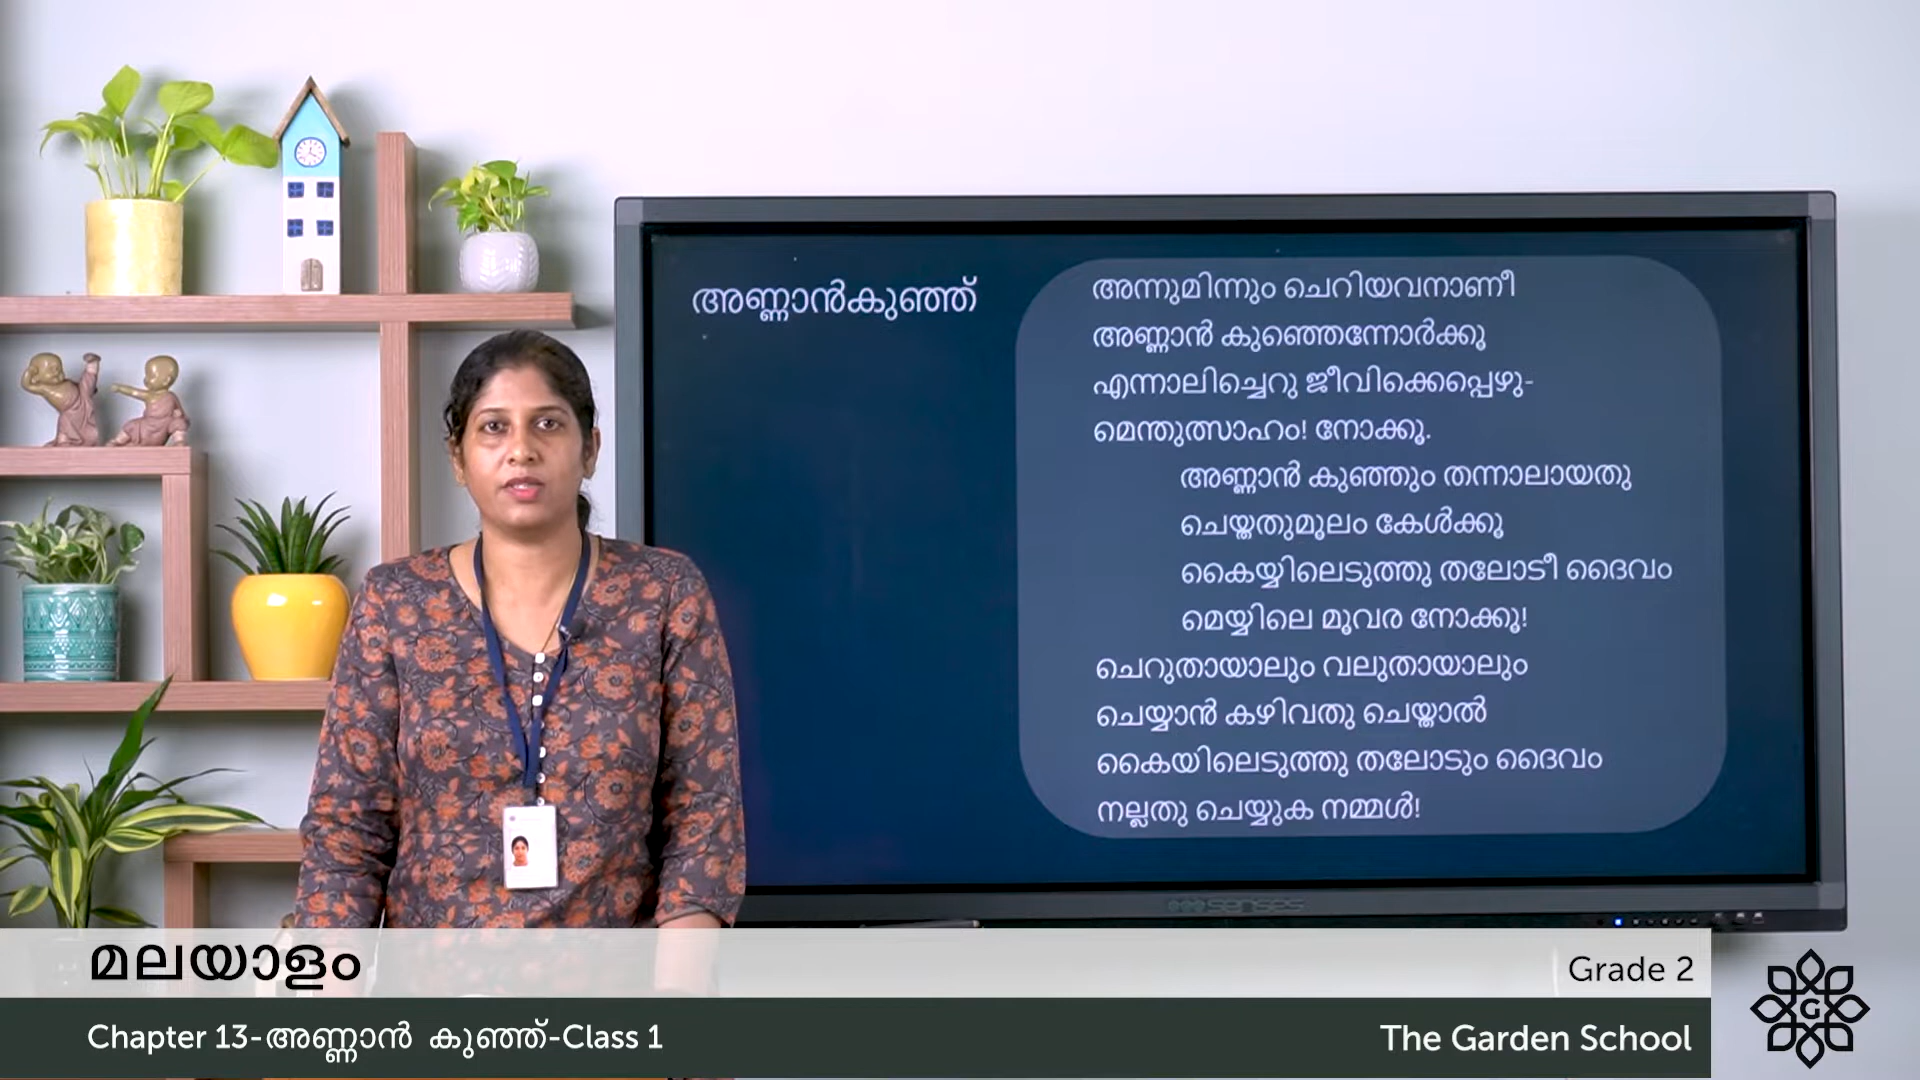 അണ്ണാൻകുഞ്ഞ്
അന്നുമിന്നും ചെറിയവനാണീ
അണ്ണാൻ കുഞ്ഞെന്നോർക്കൂ
എന്നാലിച്ചെറു ജീവിക്കെപ്പെഴു-
മെന്തുത്സാഹം! നോക്കൂ.
അണ്ണാൻ കുഞ്ഞും തന്നാലായതു
ചെയ്തതുമൂലം കേൾക്കൂ
കൈയ്യിലെടുത്തു തലോടീ ദൈവം
മെയ്യിലെ മൂവര നോക്കൂ!
ചെറുതായാലും വലുതായാലും
ചെയ്യാൻ കഴിവതു ചെയ്താൽ
കൈയിലെടുത്തു തലോടും ദൈവം
നല്ലതു ചെയ്യുക നമ്മൾ!
senses
മലയാളം
Grade 2
Chapter 13-അണ്ണാൻ കുഞ്ഞ്-Class 1
The Garden School
G